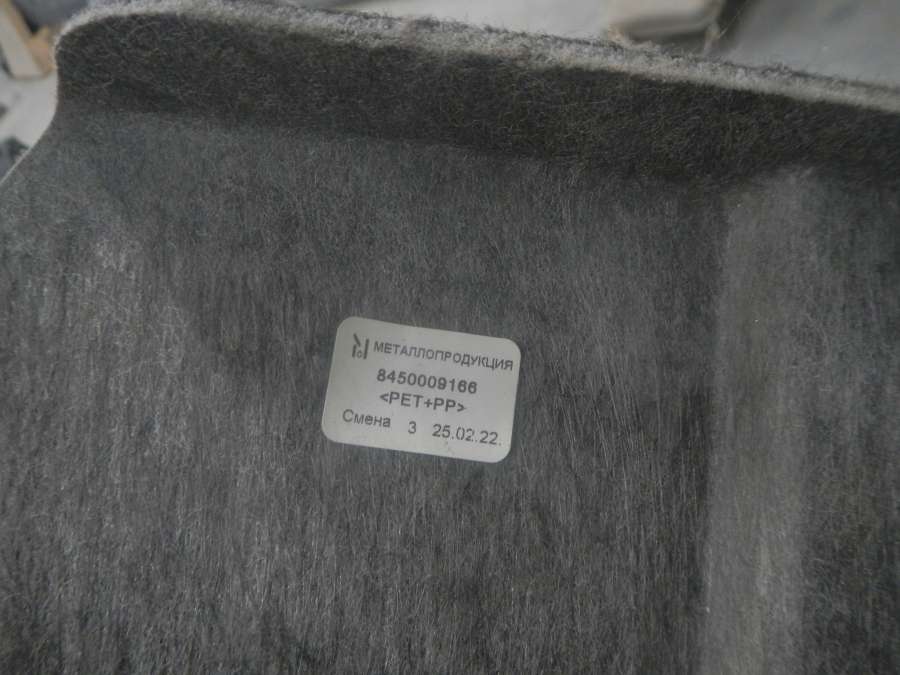 МЕТАЛЛОПРОДУКЦИЯ
8450009166
<PET+PP>
Смена 3 25.02.22.